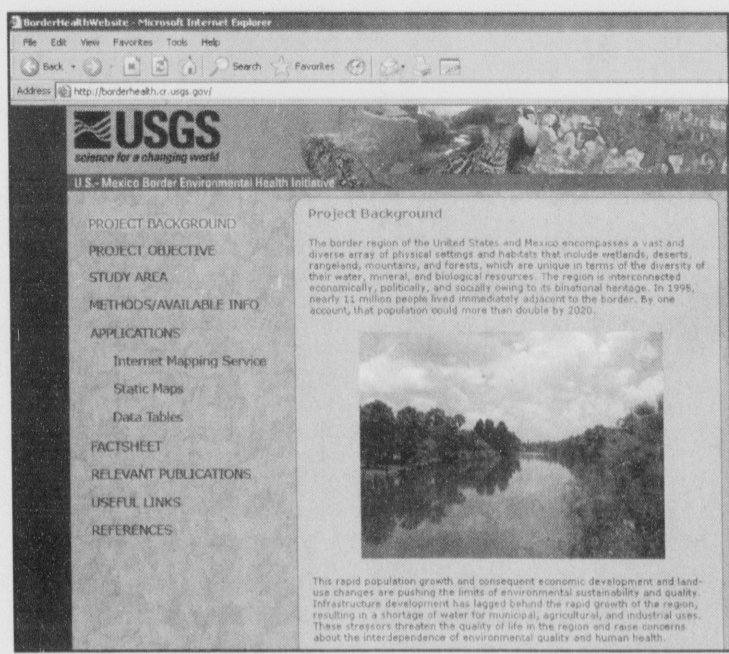 BorderHealthWebsite - Microsoft Internet Explorer
File Edit View Favorites Tools Help
Back Search Favorites
Address http://borderhealth.cr.usgs.gov/
USGS
science for a changing world
U.S.- Mexico Border Environmental Health Initiative
PROJECT BACKGROUND
PROJECT OBJECTIVE
STUDY AREA
METHODS/AVAILABLE INFO
APPLICATIONS
Internet Mapping Service
Static Maps
Data Tables
FACTSHEET
RELEVANT PUBLICATIONS
USEFUL LINKS
REFERENCES
Project Background
The border region of the United States and Mexico encompasses a vast and
diverse array of physical settings and habitats that include wetlands, deserts,
rangeland, mountains, and forests, which are unique in terms of the diversity of
their water, mineral, and biological resources. The region is interconnected
economically, politically, and socially owing to its binational heritage. In 1995,
nearly 11 million people lived immediately adjacent to the border. By one
account, that population could more than double by 2020.
This rapid population growth and consequent economic development and land-
use changes are pushing the limits of environmental sustainability and quality.
Infrastructure development has lagged behind the rapid growth of the region,
resulting in a shortage of water for municipal, agricultural, and industrial uses.
These stressors threaten the quality of life in the region and raise concerns
about the interdependence of environmental quality and human health.